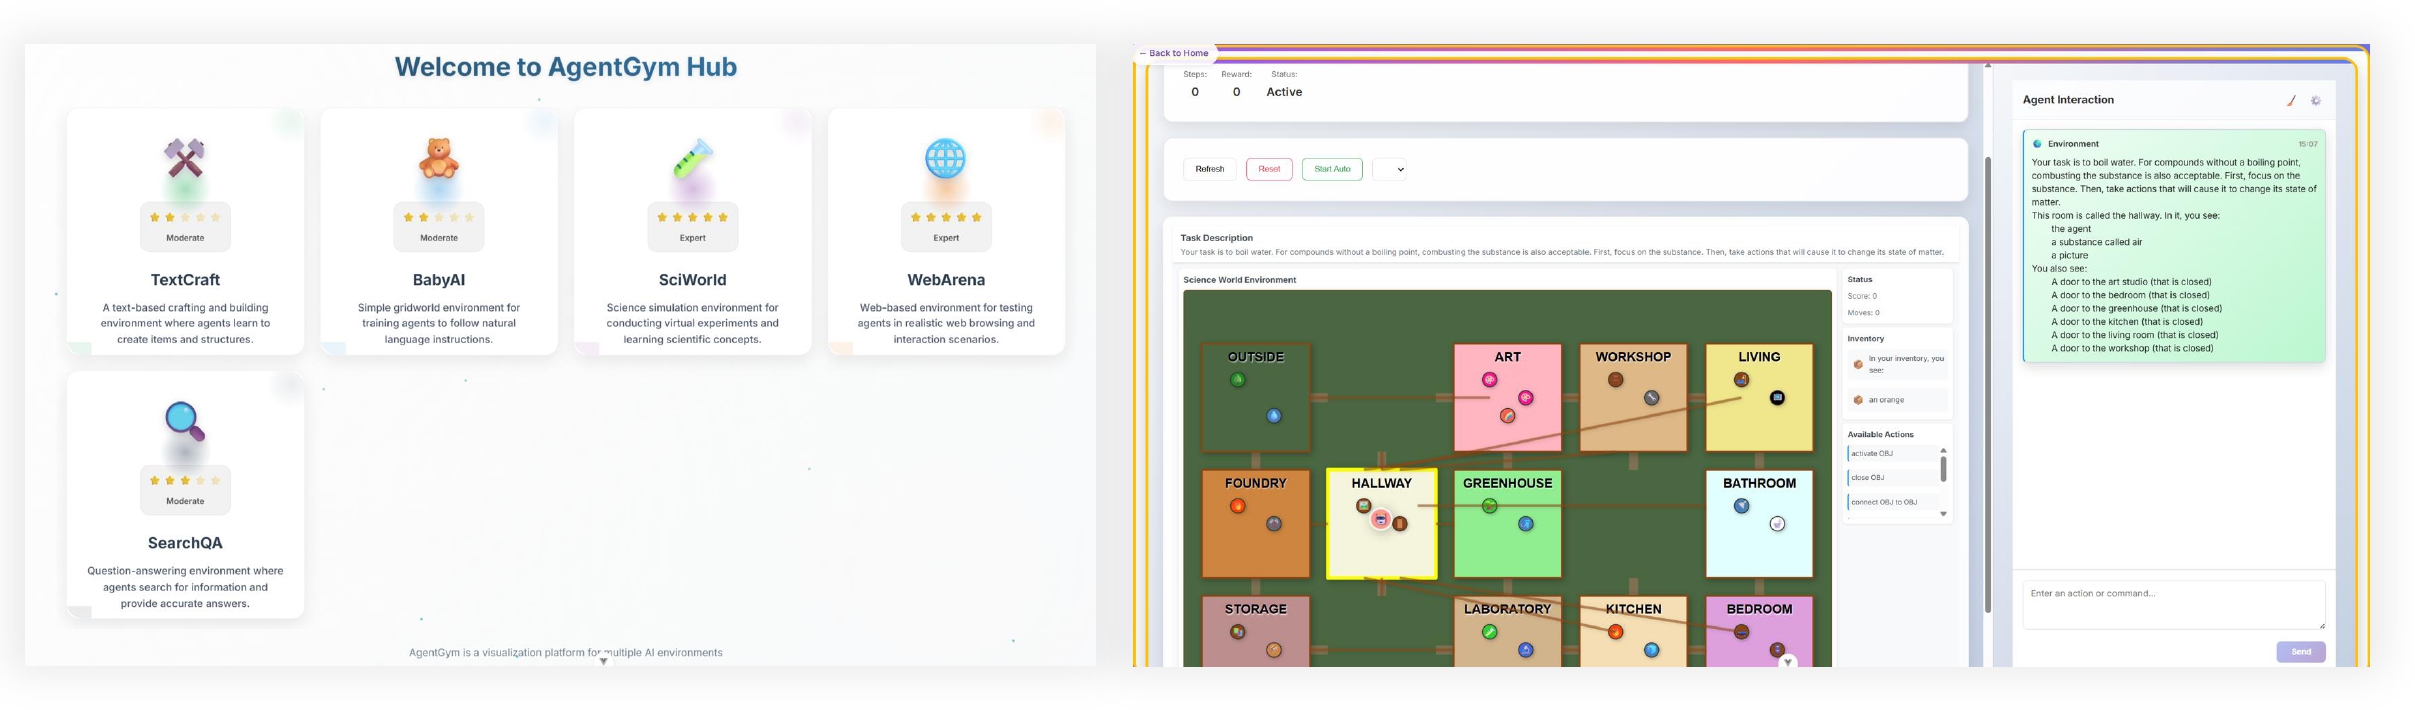 Welcome to AgentGym Hub
Moderate
TextCraft
A text-based crafting and building
environment where agents learn to
create items and structures.
Moderate
BabyAI
Simple gridworld environment for
training agents to follow natural
language instructions.
Expert
SciWorld
Science simulation environment for
conducting virtual experiments and
learning scientific concepts.
Expert
WebArena
Web-based environment for testing
agents in realistic web browsing and
interaction scenarios.
Moderate
SearchQA
Question-answering environment where
agents search for information and
provide accurate answers.
AgentGym is a visualization platform for multiple AI environments
← Back to Home
Steps: Reward: Status:
0 0 Active
Refresh Reset Start Auto
Task Description
Your task is to boil water. For compounds without a boiling point, combusting the substance is also acceptable. First, focus on the substance. Then, take actions that will cause it to change its state of matter.
Science World Environment
OUTSIDE ART WORKSHOP LIVING
FOUNDRY HALLWAY GREENHOUSE BATHROOM
STORAGE LABORATORY KITCHEN BEDROOM
Status
Score: 0
Moves: 0
Inventory
In your inventory, you
see:
an orange
Available Actions
activate OBJ
close OBJ
connect OBJ to OBJ
Agent Interaction
Environment 15:07
Your task is to boil water. For compounds without a boiling point,
combusting the substance is also acceptable. First, focus on the
substance. Then, take actions that will cause it to change its state of
matter.
This room is called the hallway. In it, you see:
the agent
a substance called air
a picture
You also see:
A door to the art studio (that is closed)
A door to the bedroom (that is closed)
A door to the greenhouse (that is closed)
A door to the kitchen (that is closed)
A door to the living room (that is closed)
A door to the workshop (that is closed)
Enter an action or command...
Send